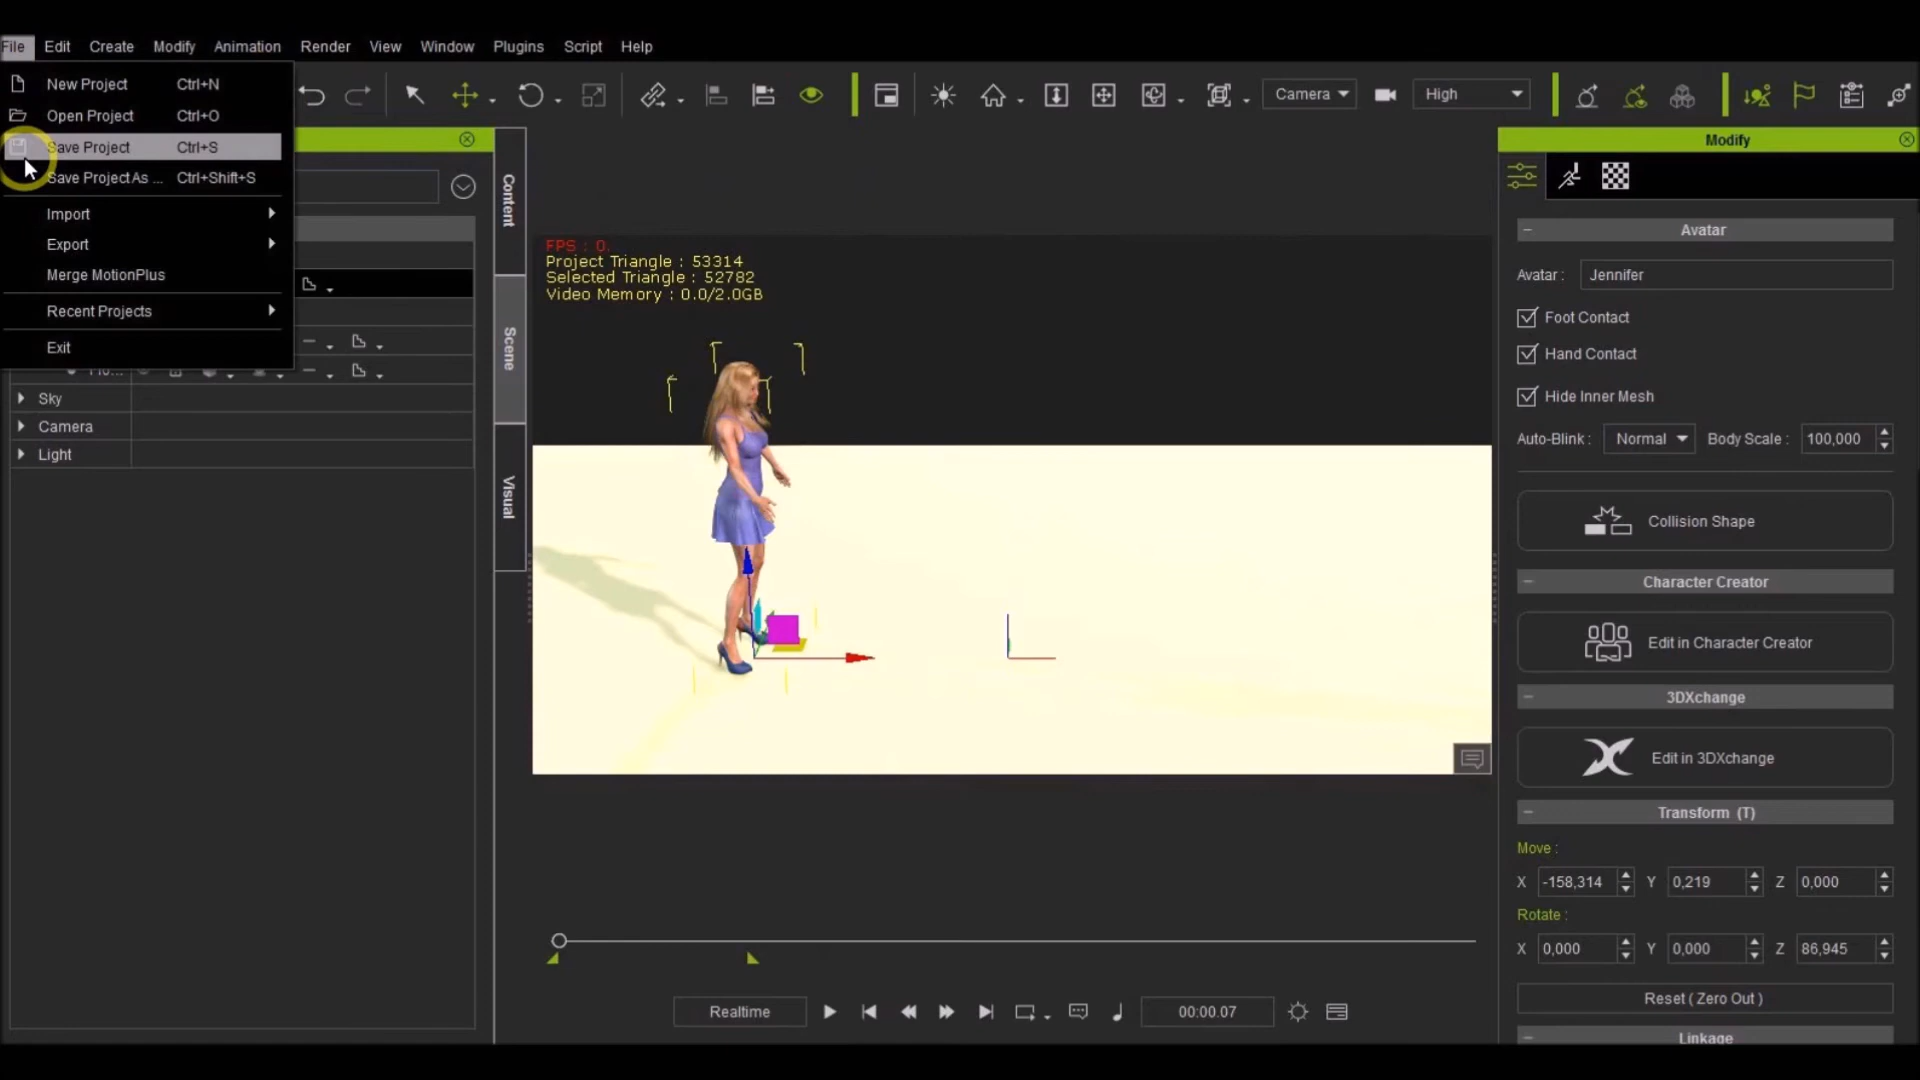 File Edit Create Modify Animation Render View Window Plugins Script Help
New Project Ctrl+N
Open Project Ctrl+O
Save Project Ctrl+S
Save Project As ... Ctrl+Shift+S
Import
Export
Merge MotionPlus
Recent Projects
Exit
Camera
High
Sky
Camera
Light
Content
Scene
Visual
FPS : 0.
Project Triangle : 53314
Selected Triangle : 52782
Video Memory : 0.0/2.0GB
Realtime
00:00.07
Modify
Avatar
Avatar : Jennifer
Foot Contact
Hand Contact
Hide Inner Mesh
Auto-Blink : Normal Body Scale : 100,000
Collision Shape
Character Creator
Edit in Character Creator
3DXchange
Edit in 3DXchange
Transform (T)
Move :
X -158,314 Y 0,219 Z 0,000
Rotate :
X 0,000 Y 0,000 Z 86,945
Reset ( Zero Out )
Linkage